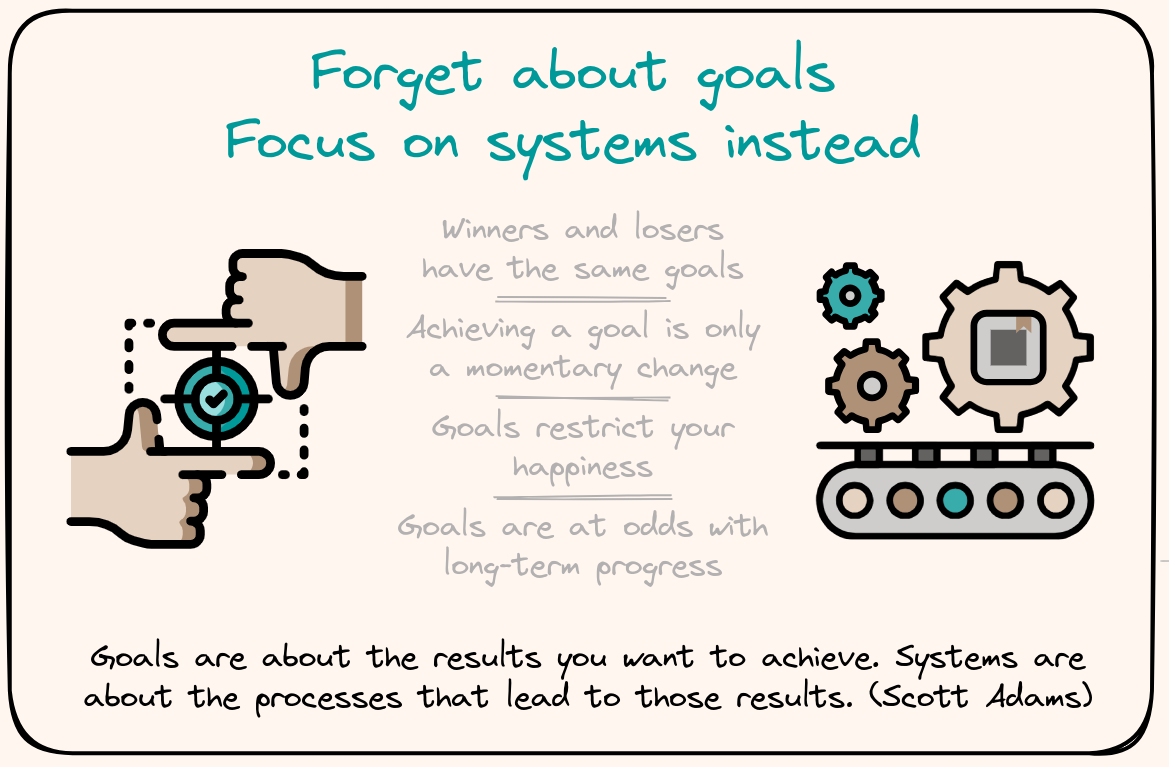 Forget about goals
Focus on systems instead
Winners and losers
have the same goals
Achieving a goal is only
a momentary change
Goals restrict your
happiness
Goals are at odds with
long-term progress
Goals are about the results you want to achieve. Systems are
about the processes that lead to those results. (Scott Adams)